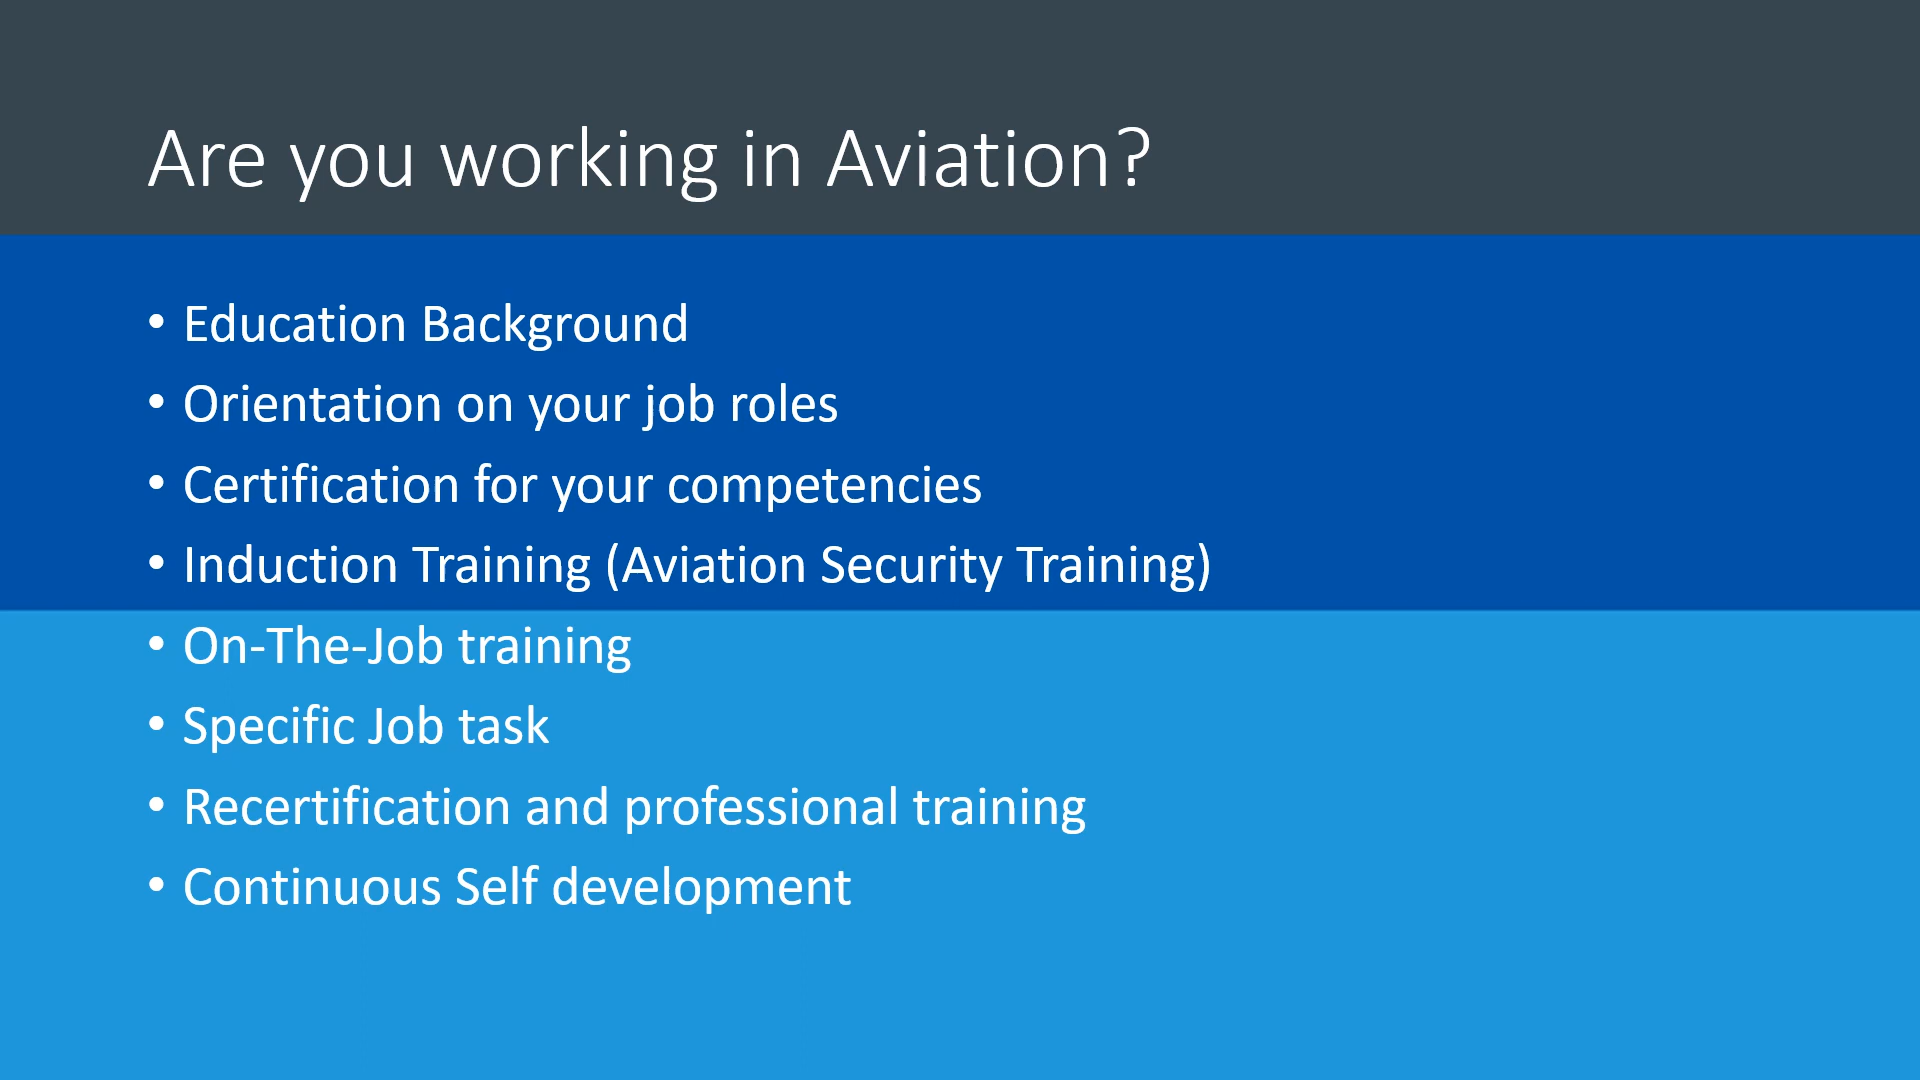 Are you working in Aviation?
• Education Background
• Orientation on your job roles
• Certification for your competencies
• Induction Training (Aviation Security Training)
• On-The-Job training
• Specific Job task
• Recertification and professional training
• Continuous Self development